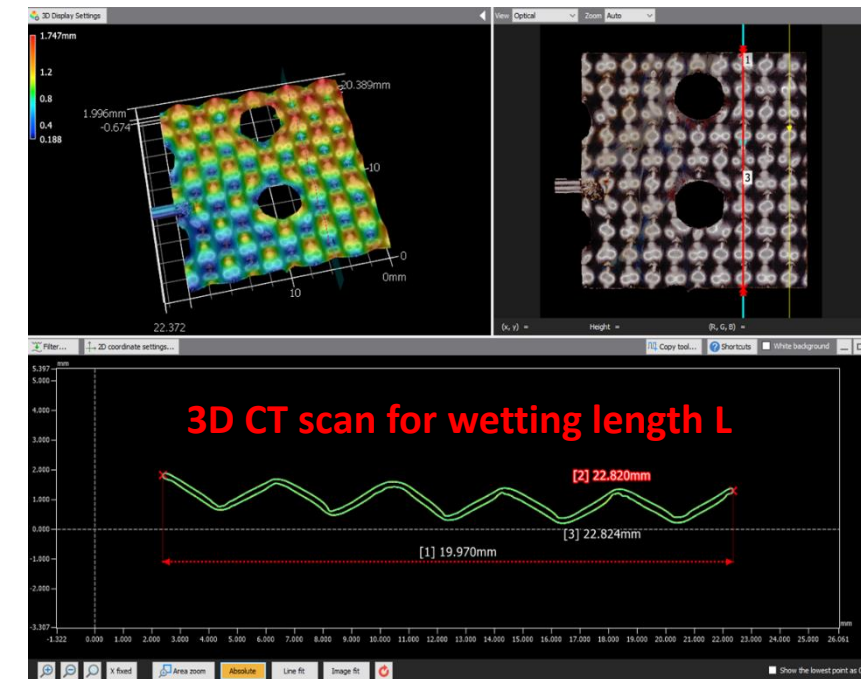 3D Display Settings
1.747mm
1.2
0.8
0.4
0.188
1.996mm
-0.674
20.389mm
10
0
0mm
10
22.372
View Optical Zoom Auto
1
3
(x, y) = Height = (R, G, B) =
Filter... 2D coordinate settings... Copy tool... Shortcuts White background
mm
5.397
5.000
4.000
3.000
2.000
1.000
0.000
-1.000
-2.000
-3.307
3D CT scan for wetting length L
[2] 22.820mm
[3] 22.824mm
[1] 19.970mm
mm
-1.322 0.000 1.000 2.000 3.000 4.000 5.000 6.000 7.000 8.000 9.000 10.000 11.000 12.000 13.000 14.000 15.000 16.000 17.000 18.000 19.000 20.000 21.000 22.000 23.000 24.000 25.000 26.061
X fixed Area zoom Absolute Line fit Image fit Show the lowest point as